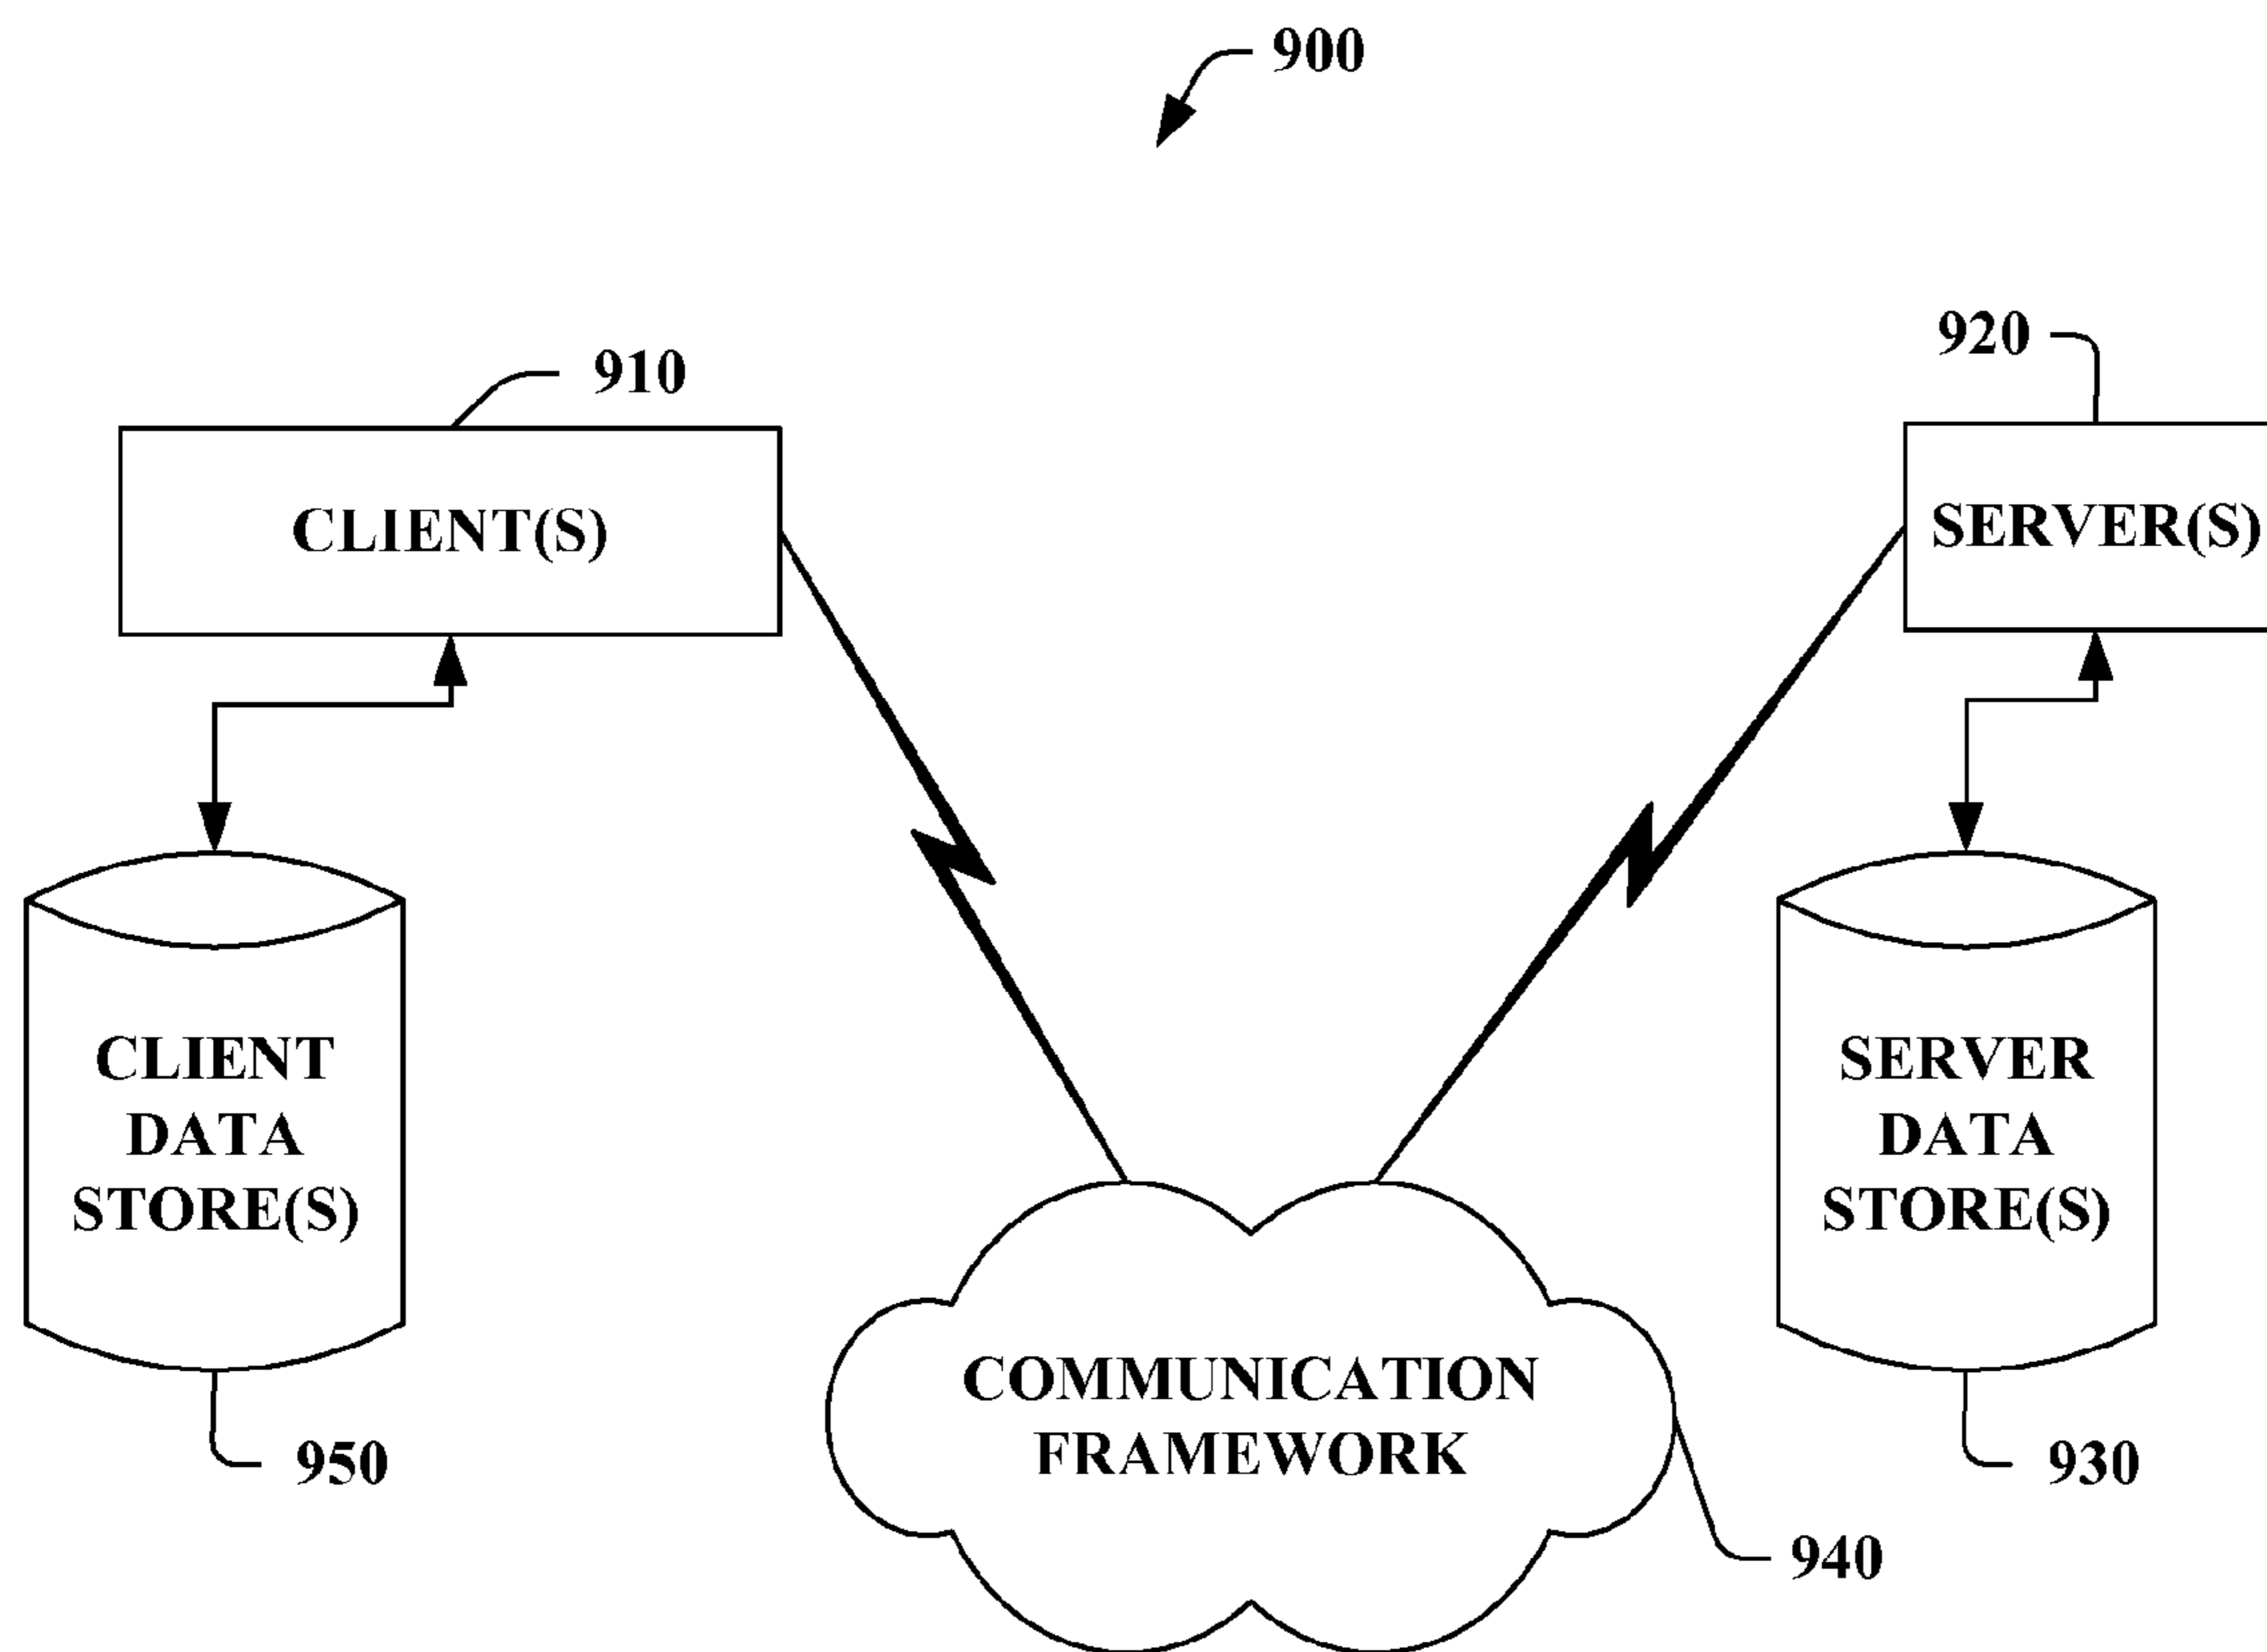 900
910
920
CLIENT(S)
SERVER(S)
CLIENT
DATA
STORE(S)
SERVER
DATA
STORE(S)
COMMUNICATION
FRAMEWORK
950
930
940